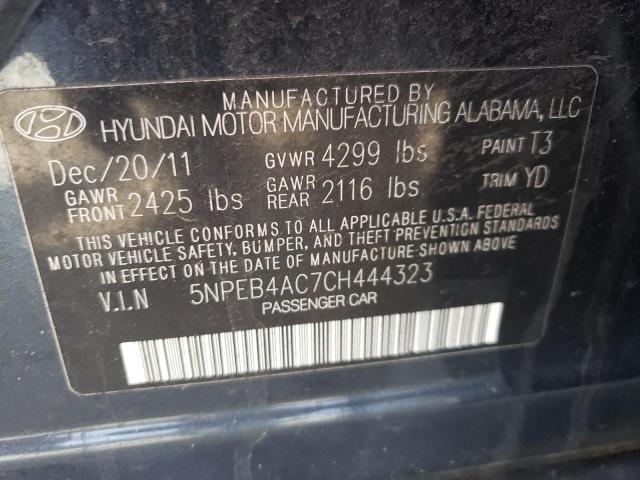 MANUFACTURED BY
HYUNDAI MOTOR MANUFACTURING ALABAMA, LLC
Dec/20/11 GVWR 4299 lbs PAINT T3
GAWR FRONT 2425 lbs GAWR REAR 2116 lbs TRIM YD
THIS VEHICLE CONFORMS TO ALL APPLICABLE U.S.A. FEDERAL
MOTOR VEHICLE SAFETY, BUMPER, AND THEFT PREVENTION STANDARDS
IN EFFECT ON THE DATE OF MANUFACTURE SHOWN ABOVE
V.I.N 5NPEB4AC7CH444323
PASSENGER CAR